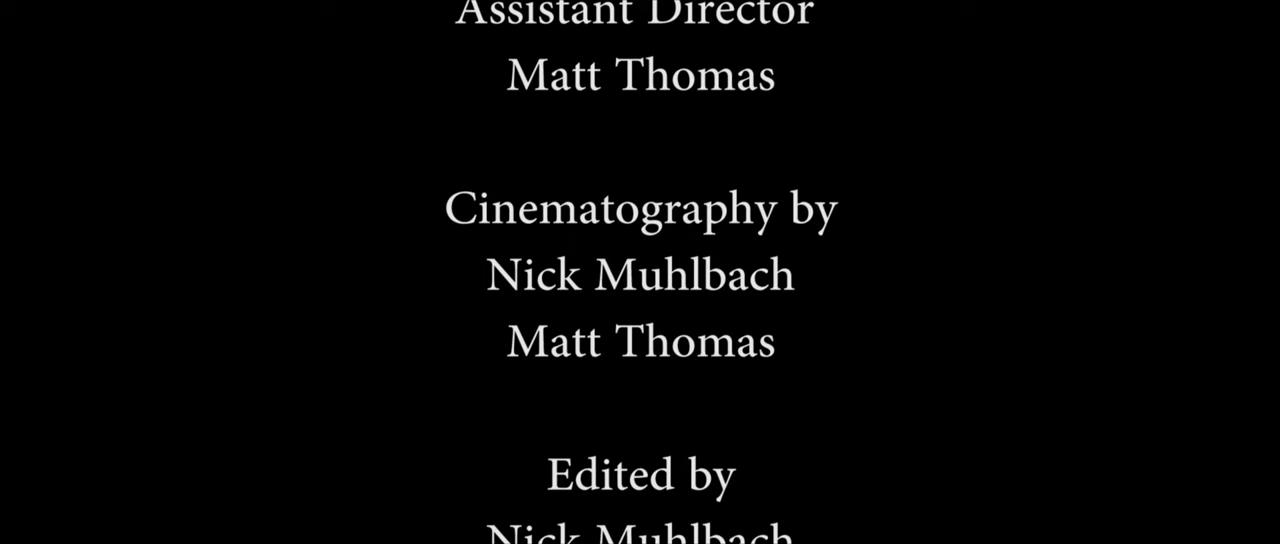 Assistant Director
Matt Thomas
Cinematography by
Nick Muhlbach
Matt Thomas
Edited by
Nick Muhlbach